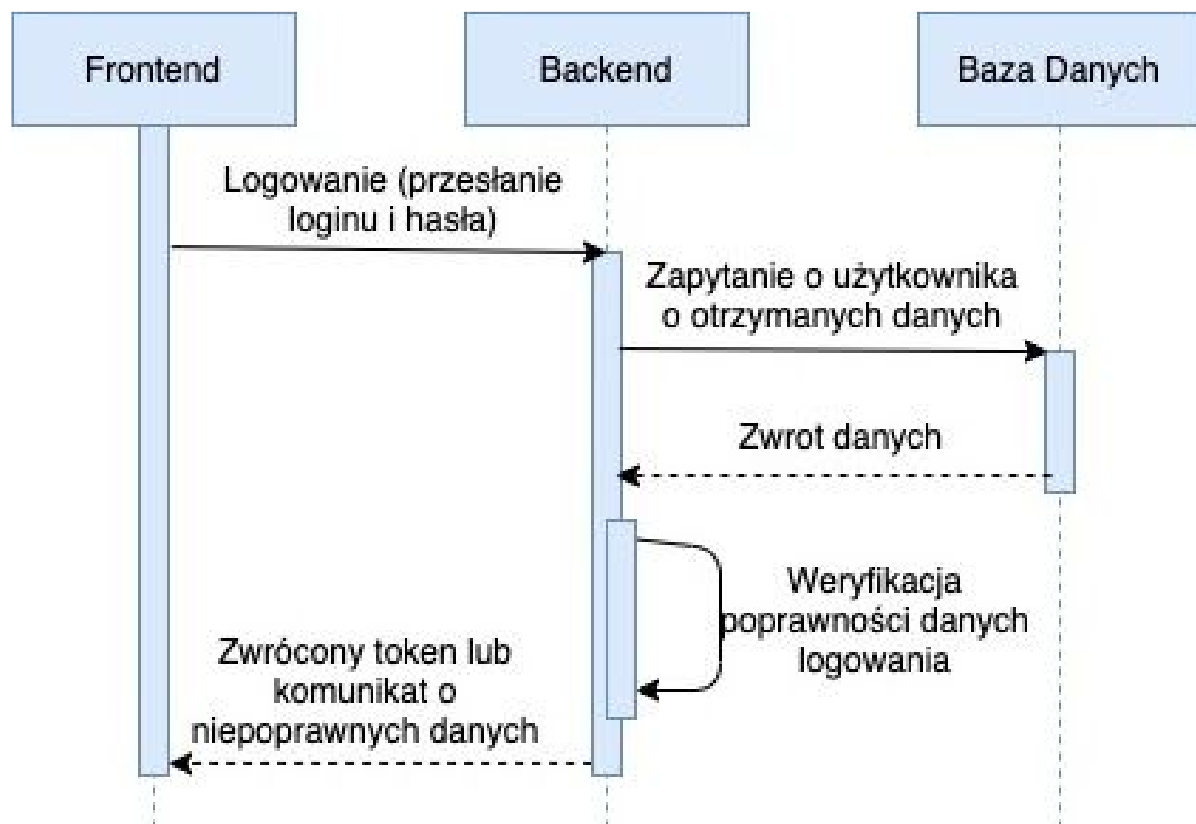 Frontend
Backend
Baza Danych
Logowanie (przesłanie
loginu i hasła)
Zapytanie o użytkownika
o otrzymanych danych
Zwrot danych
Weryfikacja
poprawności danych
logowania
Zwrócony token lub
komunikat o
niepoprawnych danych